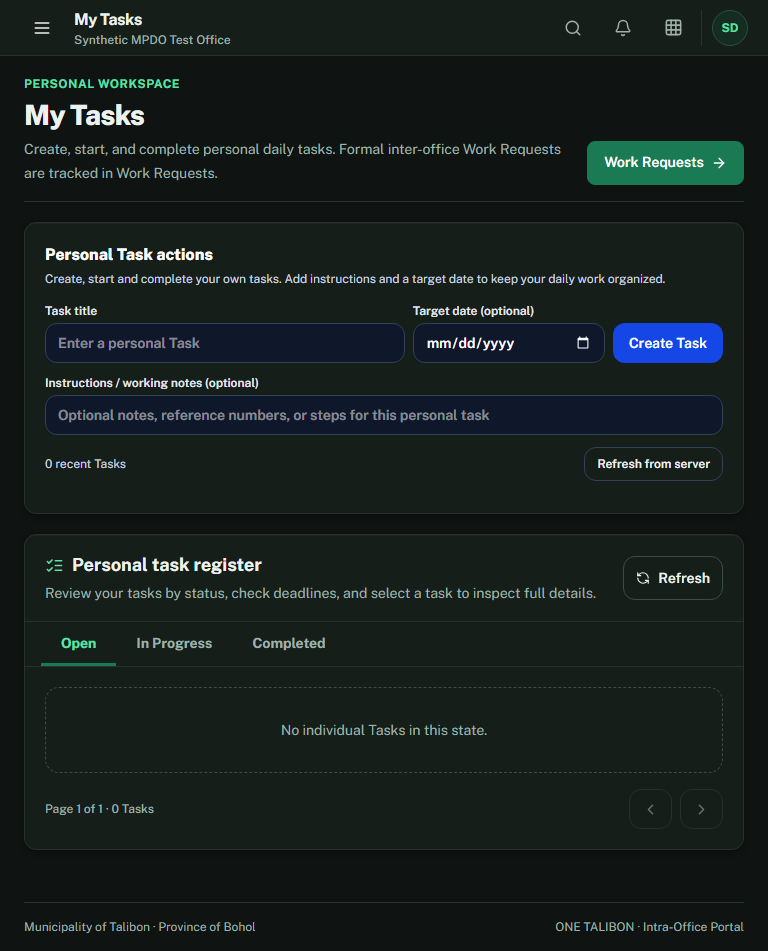 My Tasks
Synthetic MPDO Test Office
SD
PERSONAL WORKSPACE
My Tasks
Create, start, and complete personal daily tasks. Formal inter-office Work Requests
are tracked in Work Requests.
Work Requests
Personal Task actions
Create, start and complete your own tasks. Add instructions and a target date to keep your daily work organized.
Task title
Target date (optional)
Enter a personal Task
mm/dd/yyyy
Create Task
Instructions / working notes (optional)
Optional notes, reference numbers, or steps for this personal task
0 recent Tasks
Refresh from server
Personal task register
Review your tasks by status, check deadlines, and select a task to inspect full details.
Refresh
Open
In Progress
Completed
No individual Tasks in this state.
Page 1 of 1 · 0 Tasks
Municipality of Talibon · Province of Bohol
ONE TALIBON · Intra-Office Portal